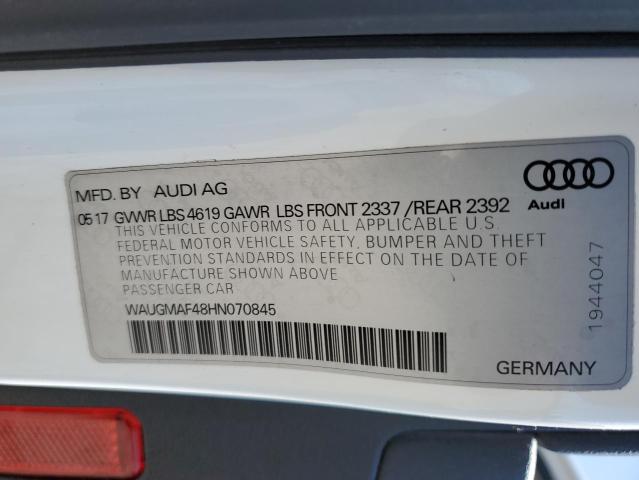 MFD. BY AUDI AG
05 17 GVWR LBS 4619 GAWR LBS FRONT 2337 /REAR 2392
THIS VEHICLE CONFORMS TO ALL APPLICABLE U.S.
FEDERAL MOTOR VEHICLE SAFETY, BUMPER AND THEFT
PREVENTION STANDARDS IN EFFECT ON THE DATE OF
MANUFACTURE SHOWN ABOVE
PASSENGER CAR
WAUGMAF48HN070845
Audi
1944047
GERMANY